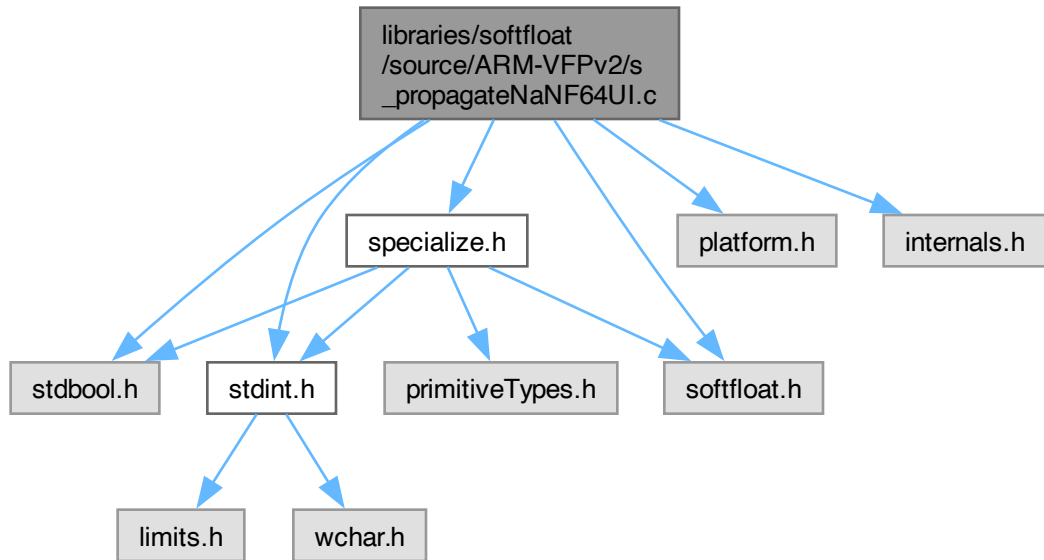 libraries/softfloat
/source/ARM-VFPv2/s
_propagateNaNF64UI.c
specialize.h
platform.h
internals.h
stdbool.h
stdint.h
primitiveTypes.h
softfloat.h
limits.h
wchar.h